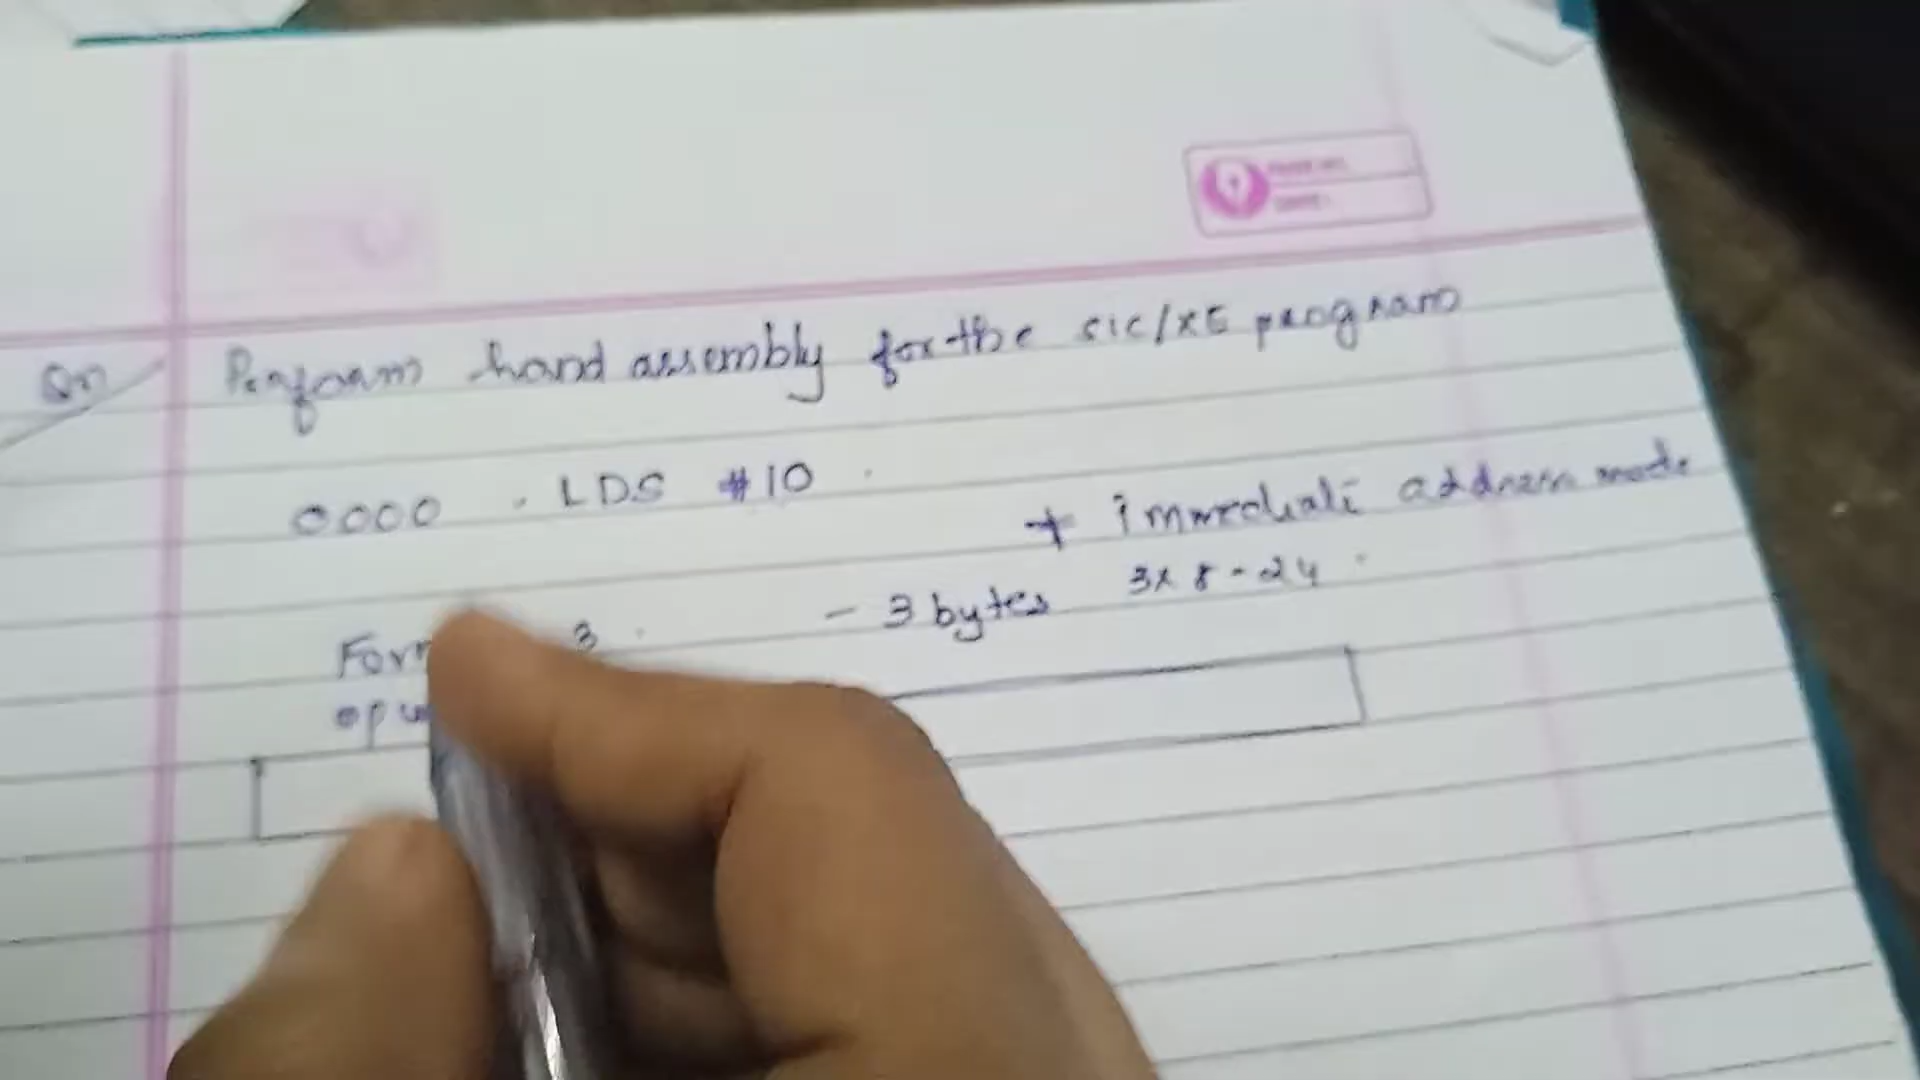 Qn Perform hand assembly for the SIC/XE program
0000 . LDS #10 .
+ immediate address mode
Form 3 . - 3 bytes 3x8 - 24 .